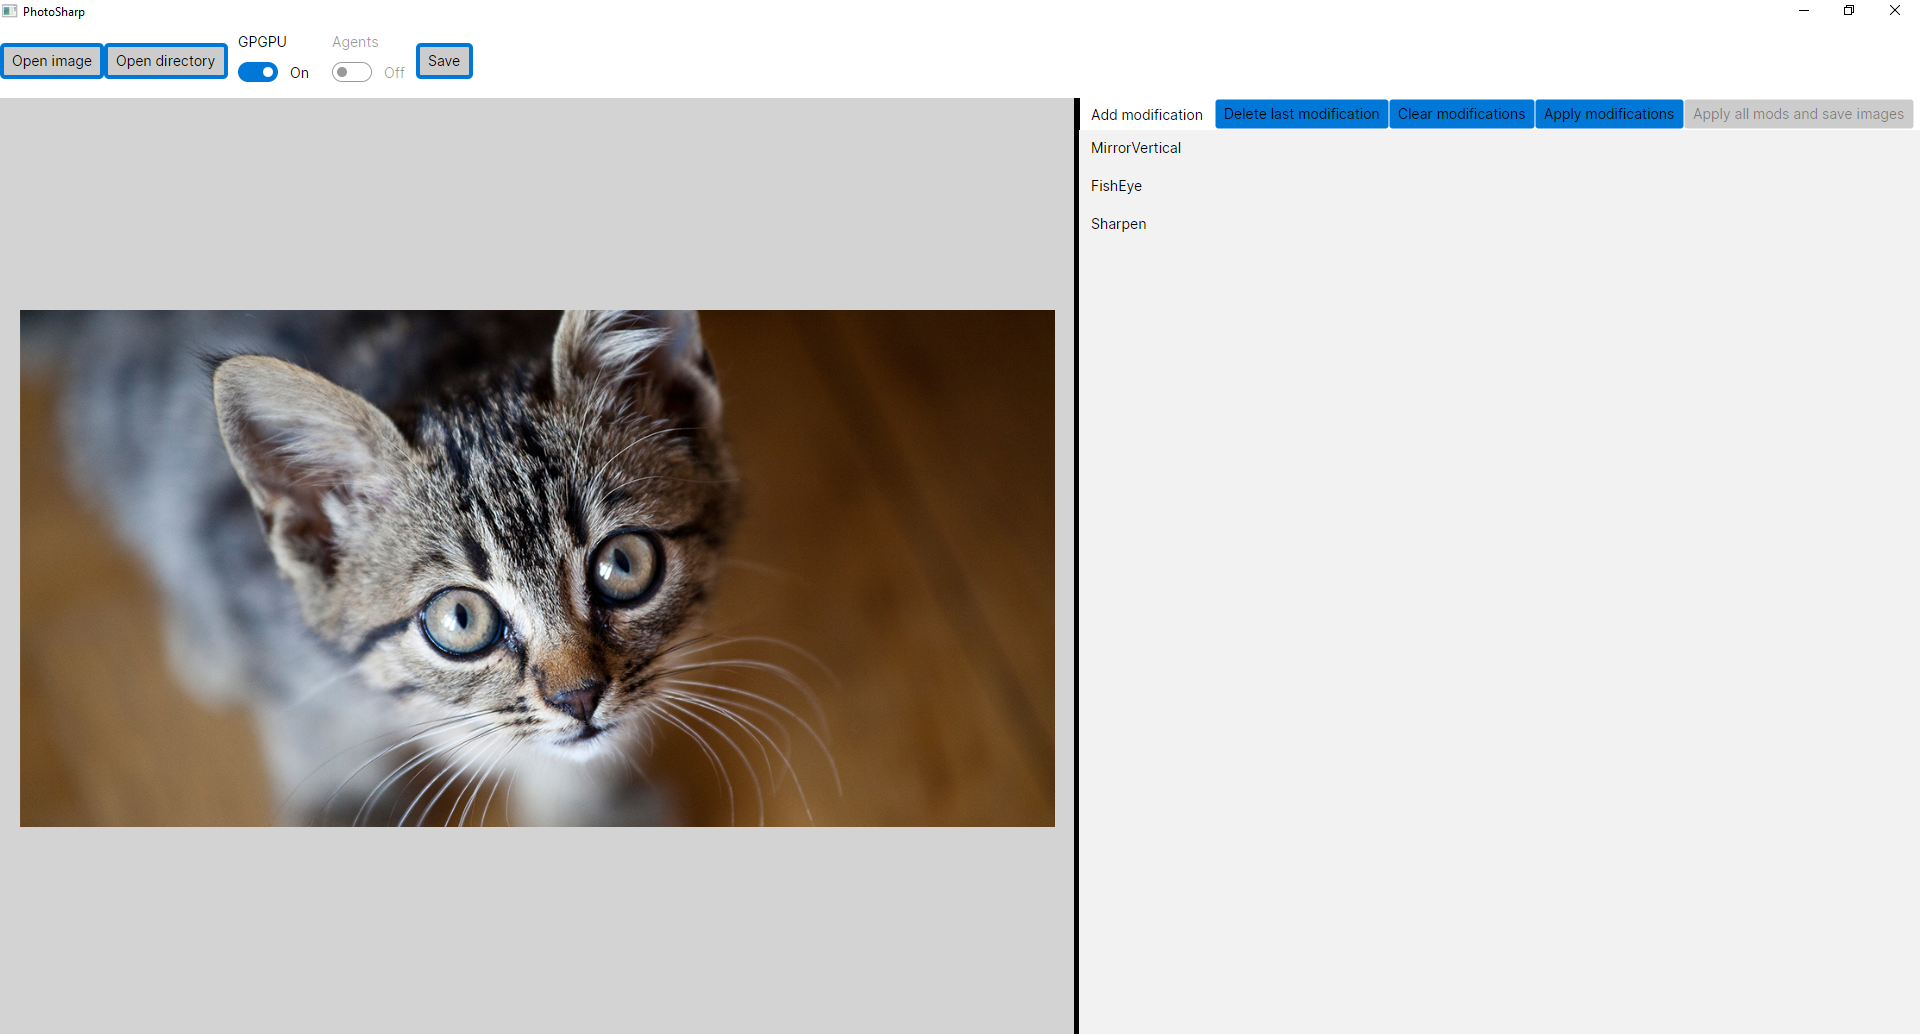 PhotoSharp
Open image
Open directory
GPGPU
On
Agents
Off
Save
Add modification
Delete last modification
Clear modifications
Apply modifications
Apply all mods and save images
MirrorVertical
FishEye
Sharpen